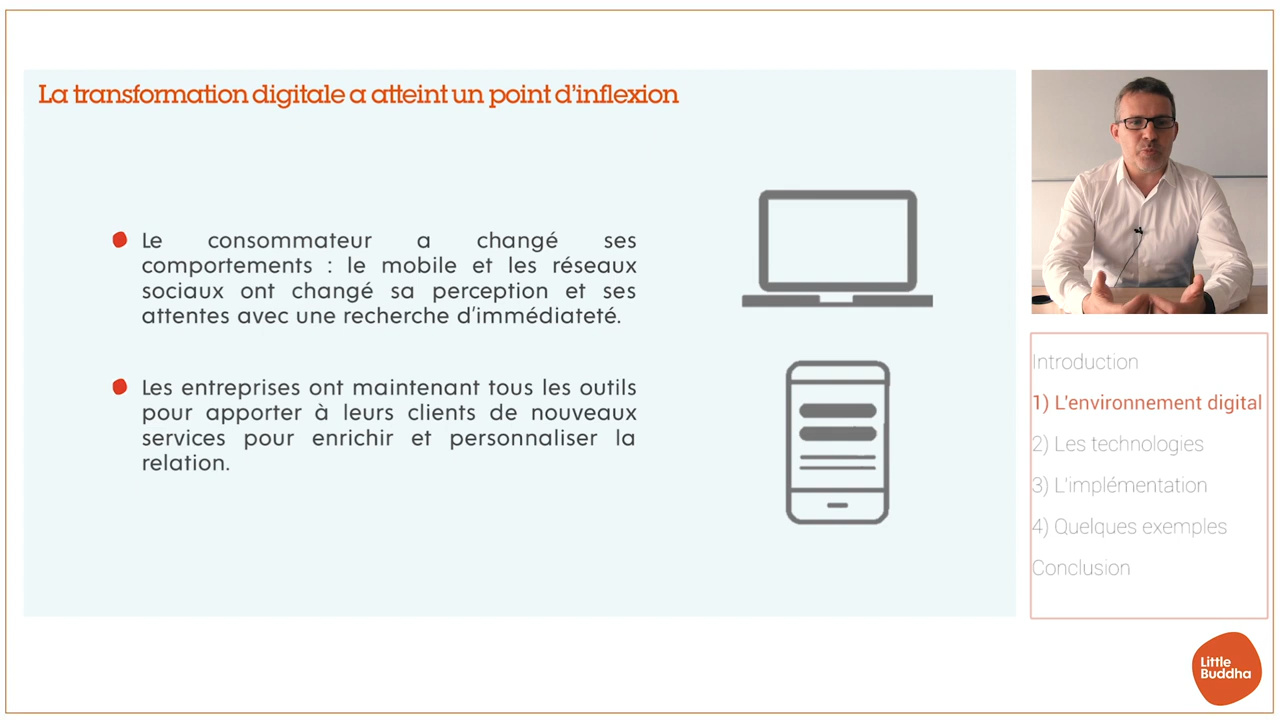 La transformation digitale a atteint un point d'inflexion
Le consommateur a changé ses
comportements : le mobile et les réseaux
sociaux ont changé sa perception et ses
attentes avec une recherche d'immédiateté.
Les entreprises ont maintenant tous les outils
pour apporter à leurs clients de nouveaux
services pour enrichir et personnaliser la
relation.
Introduction
1) L'environnement digital
2) Les technologies
3) L'implémentation
4) Quelques exemples
Conclusion
Little
Buddha